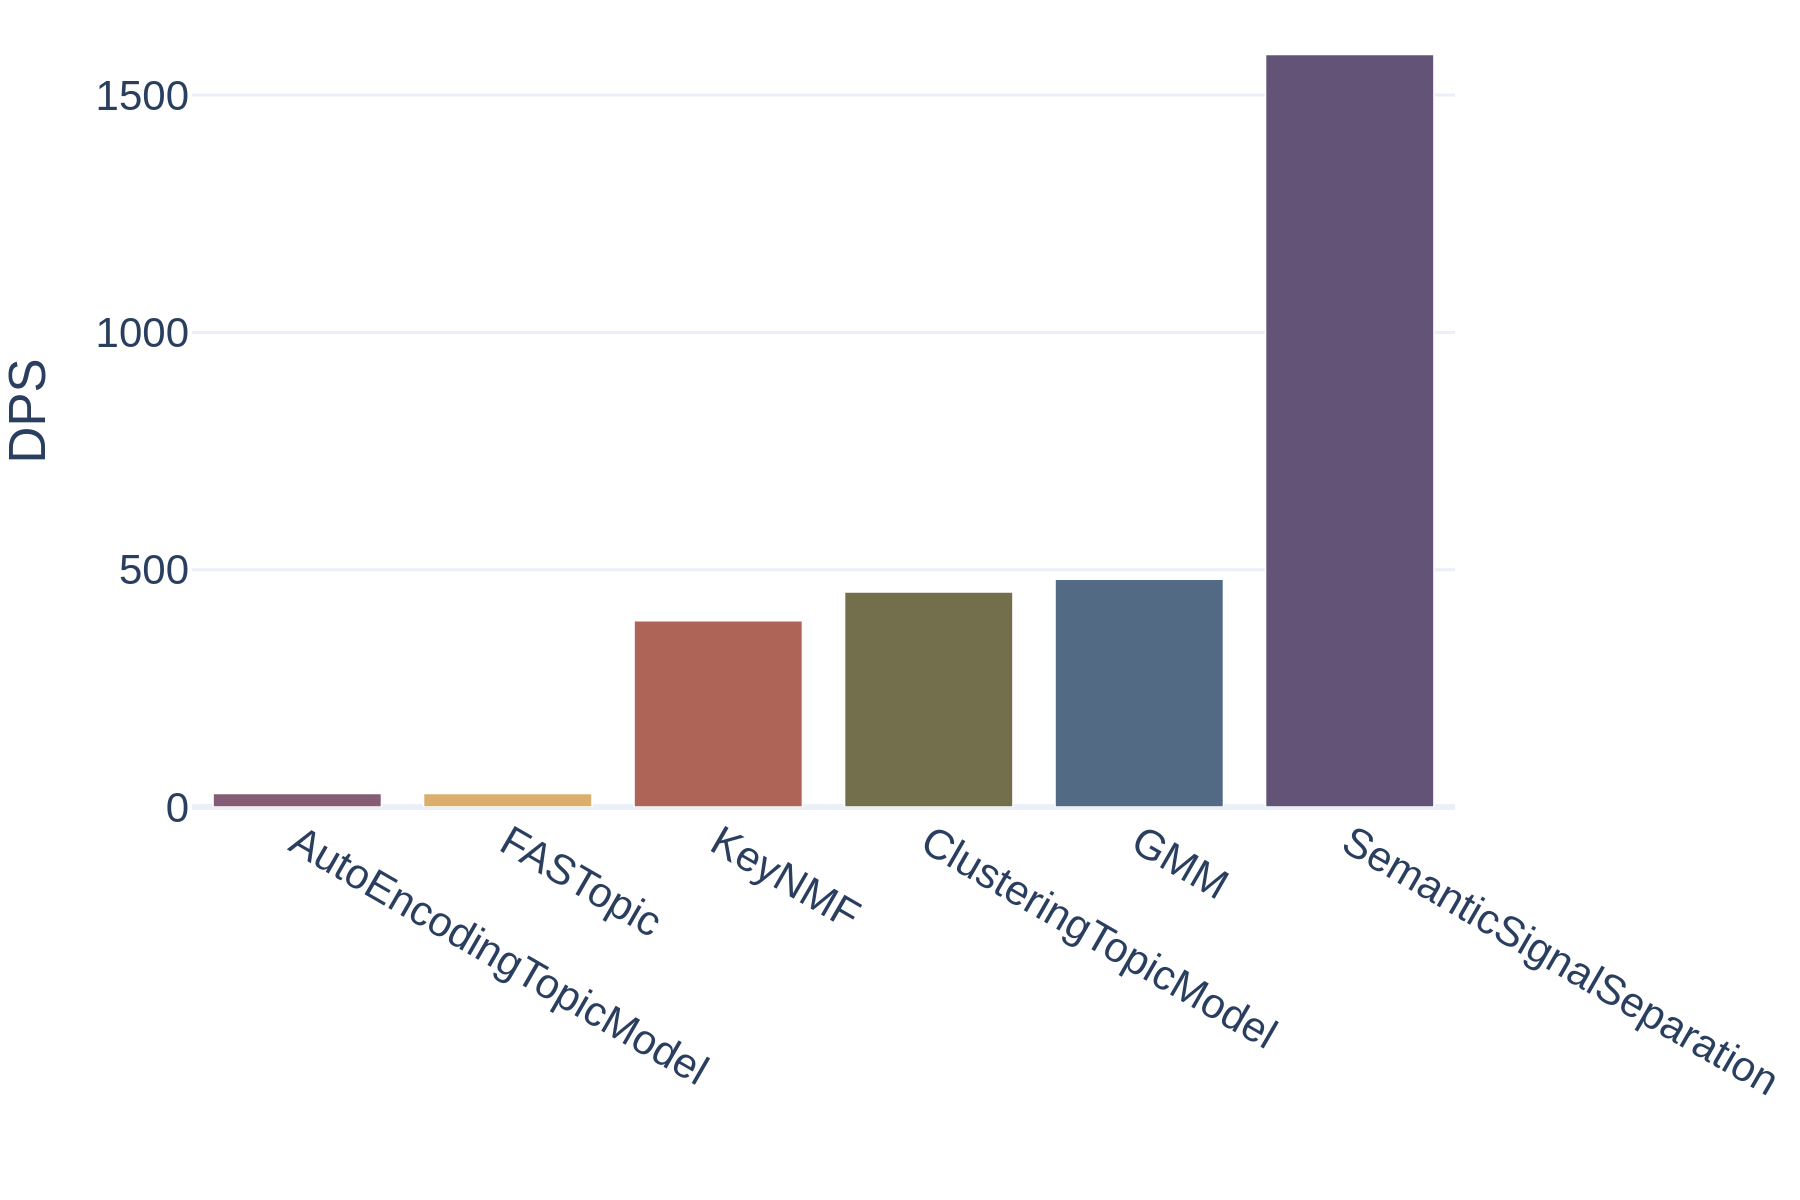 DPS
1500
1000
500
0
AutoEncodingTopicModel
FASTopic
KeyNMF
ClusteringTopicModel
GMM
SemanticSignalSeparation